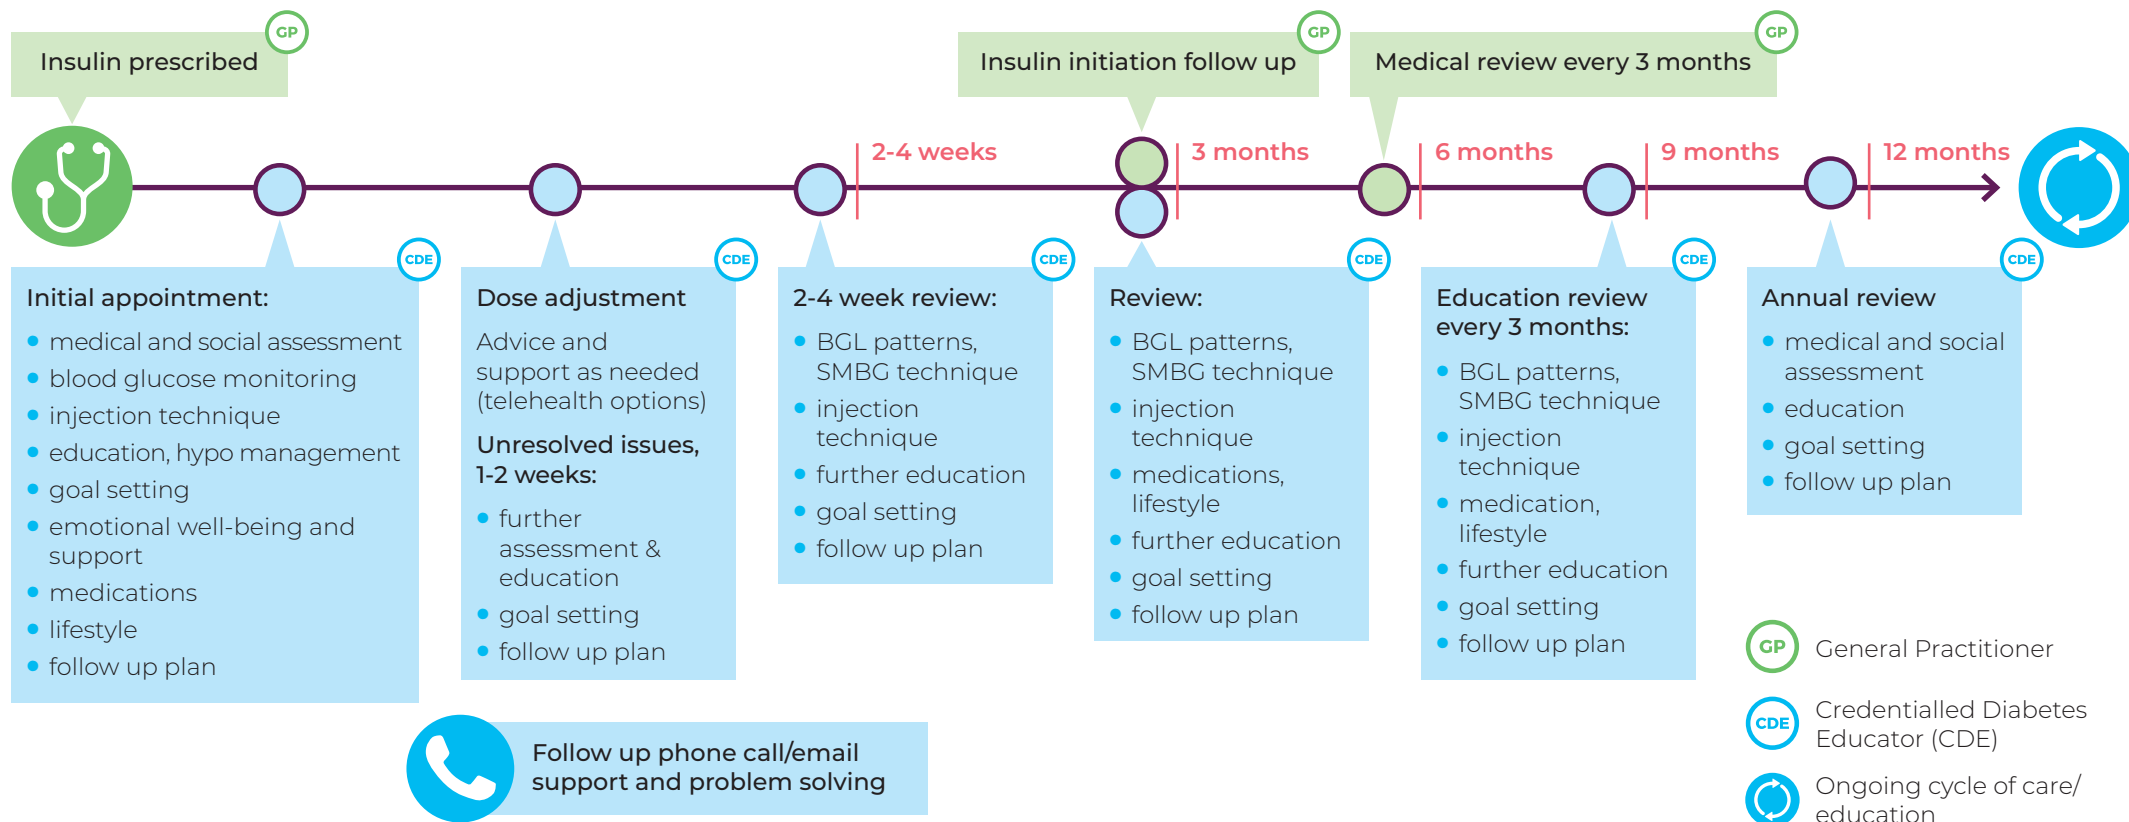 GP
Insulin prescribed
GP
Insulin initiation follow up
GP
Medical review every 3 months
2-4 weeks
3 months
6 months
9 months
12 months
CDE
Initial appointment:
medical and social assessment
blood glucose monitoring
injection technique
education, hypo management
goal setting
emotional well-being and
support
medications
lifestyle
follow up plan
CDE
Dose adjustment
Advice and
support as needed
(telehealth options)
Unresolved issues,
1-2 weeks:
further
assessment &
education
goal setting
follow up plan
CDE
2-4 week review:
BGL patterns,
SMBG technique
injection
technique
further education
goal setting
follow up plan
CDE
Review:
BGL patterns,
SMBG technique
injection
technique
medications,
lifestyle
further education
goal setting
follow up plan
CDE
Education review
every 3 months:
BGL patterns,
SMBG technique
injection
technique
medication,
lifestyle
further education
goal setting
follow up plan
CDE
Annual review
medical and social
assessment
education
goal setting
follow up plan
Follow up phone call/email
support and problem solving
GP
General Practitioner
CDE
Credentialled Diabetes
Educator (CDE)
Ongoing cycle of care/
education